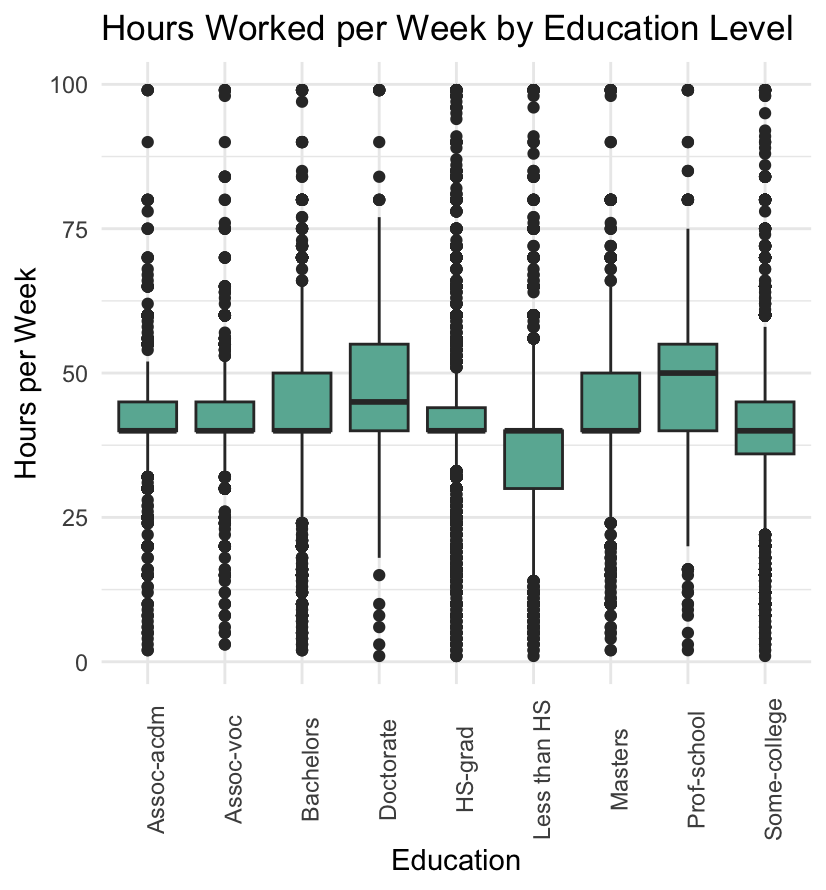 Hours Worked per Week by Education Level
100
75
50
25
0
Hours per Week
Assoc-acdm
Assoc-voc
Bachelors
Doctorate
HS-grad
Less than HS
Masters
Prof-school
Some-college
Education